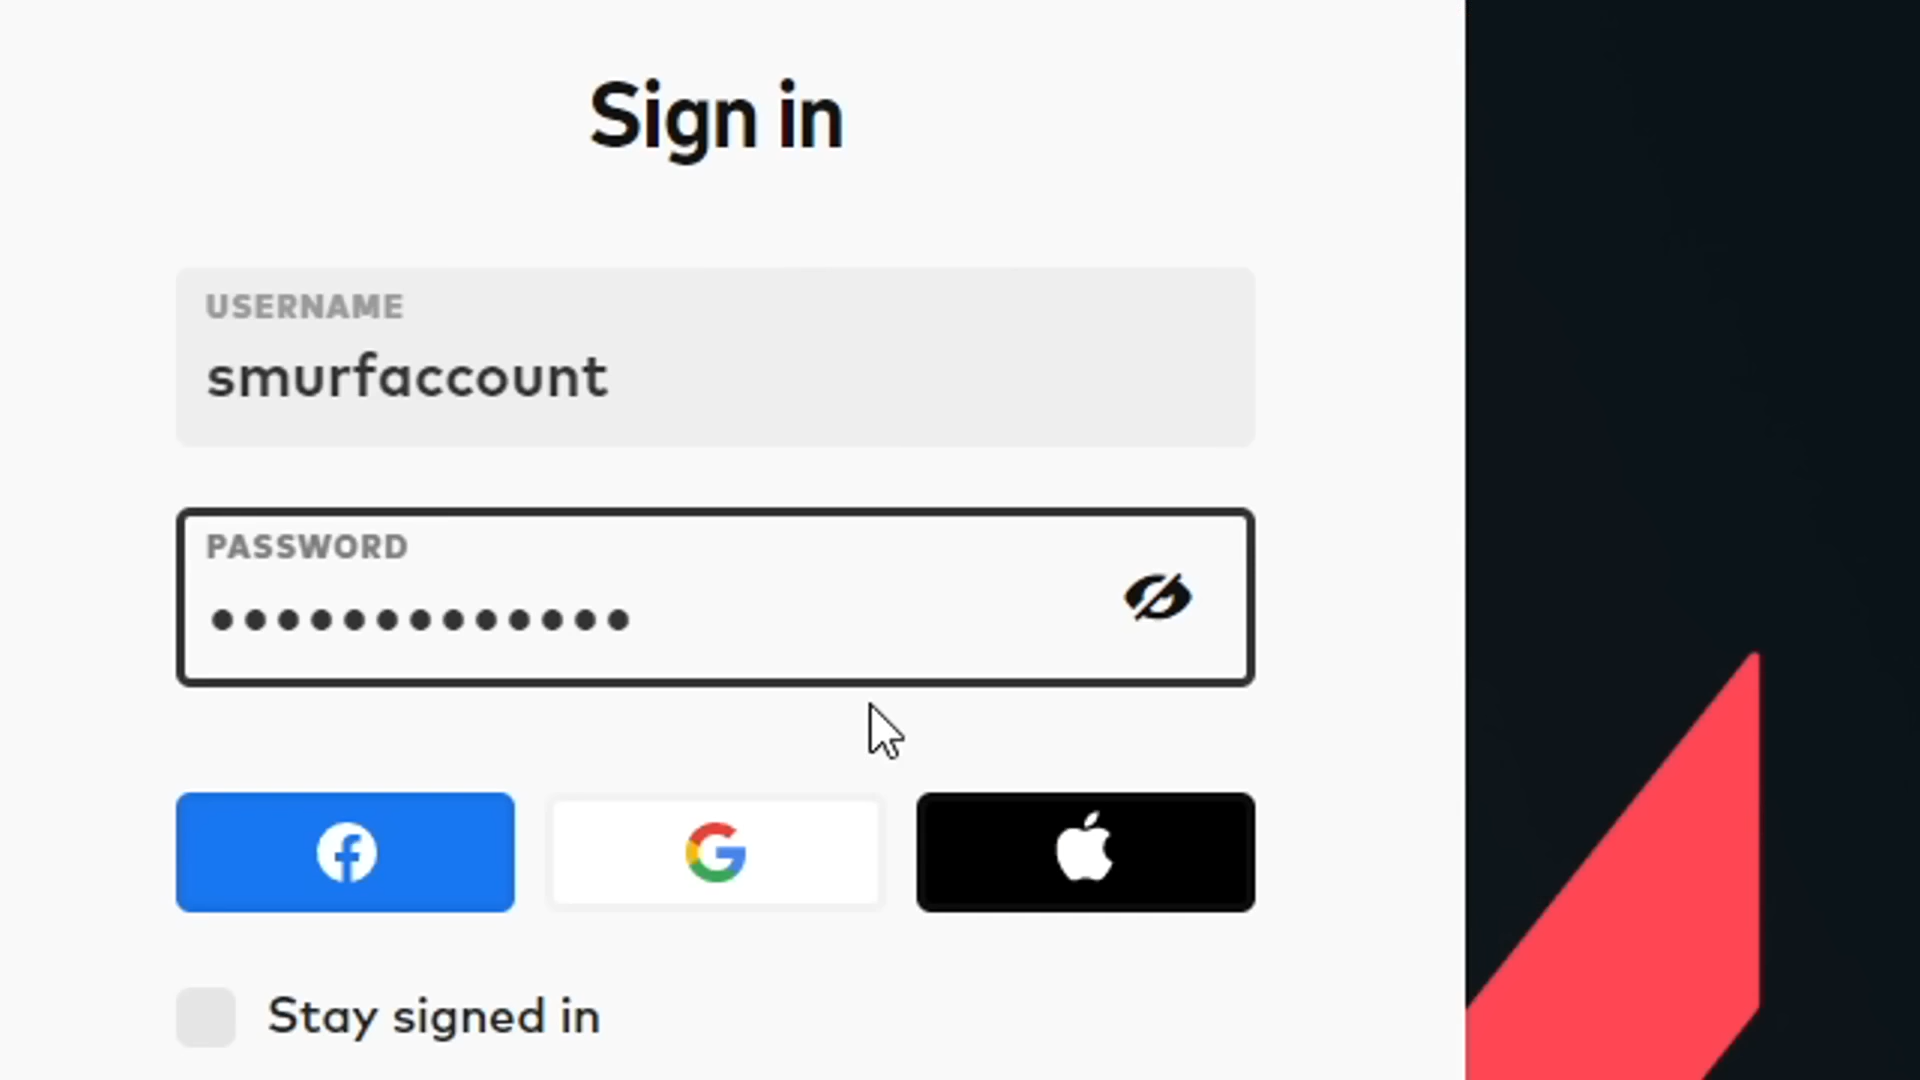 Sign in
USERNAME
smurfaccount
PASSWORD
•••••••••••••
Stay signed in